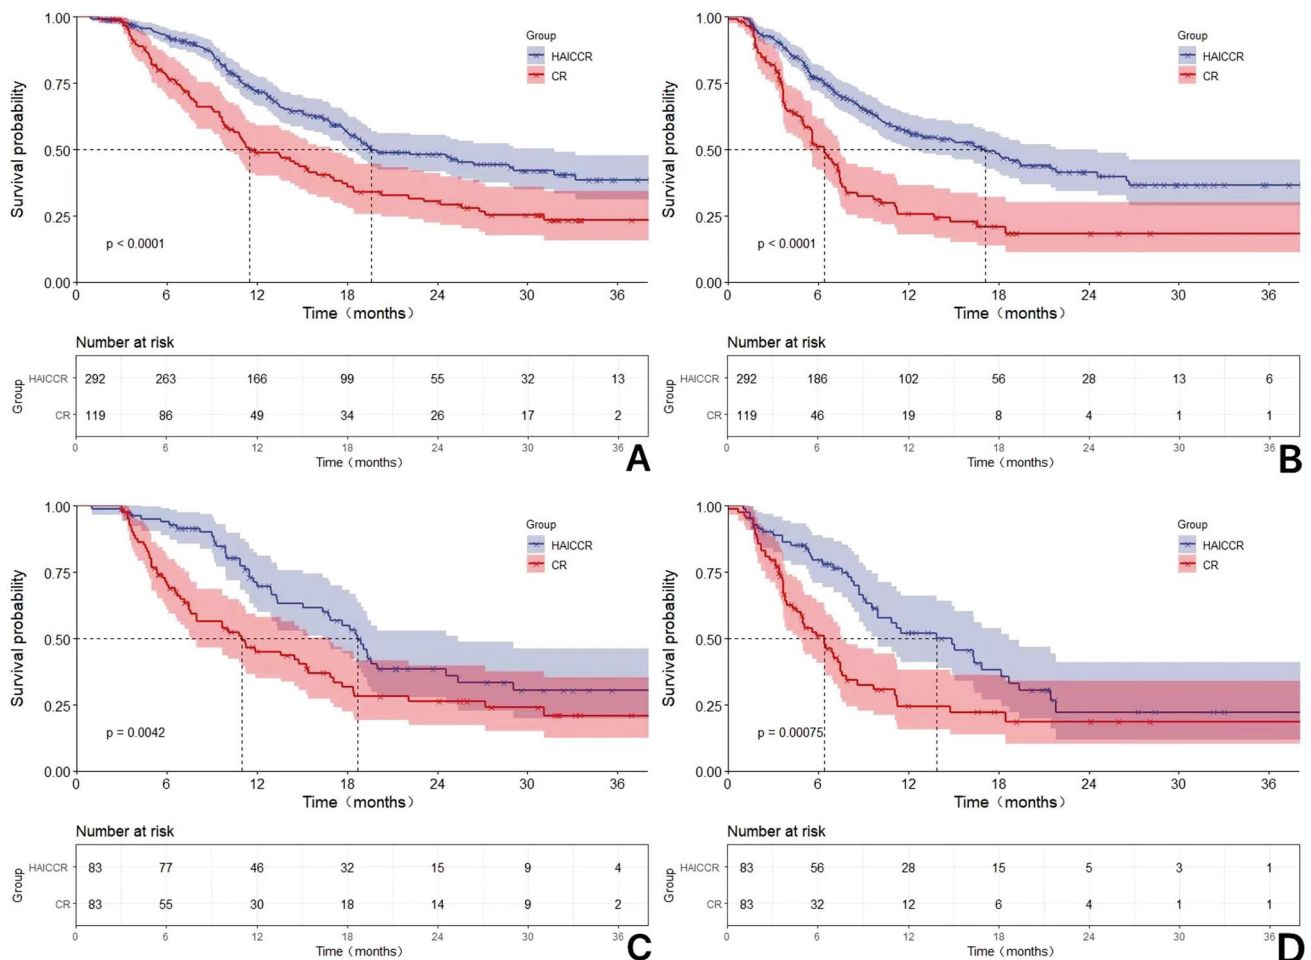 1.00
0.75
0.50
0.25
0.00
Survival probability
Group
HAICCR
CR
p < 0.0001
0 6 12 18 24 30 36
Time（months）
Number at risk
Group
HAICCR 292 263 166 99 55 32 13
CR 119 86 49 34 26 17 2
0 6 12 18 24 30 36
Time（months）
A
1.00
0.75
0.50
0.25
0.00
Survival probability
Group
HAICCR
CR
p < 0.0001
0 6 12 18 24 30 36
Time（months）
Number at risk
Group
HAICCR 292 186 102 56 28 13 6
CR 119 46 19 8 4 1 1
0 6 12 18 24 30 36
Time（months）
B
1.00
0.75
0.50
0.25
0.00
Survival probability
Group
HAICCR
CR
p = 0.0042
0 6 12 18 24 30 36
Time（months）
Number at risk
Group
HAICCR 83 77 46 32 15 9 4
CR 83 55 30 18 14 9 2
0 6 12 18 24 30 36
Time（months）
C
1.00
0.75
0.50
0.25
0.00
Survival probability
Group
HAICCR
CR
p = 0.00075
0 6 12 18 24 30 36
Time（months）
Number at risk
Group
HAICCR 83 56 28 15 5 3 1
CR 83 32 12 6 4 1 1
0 6 12 18 24 30 36
Time（months）
D